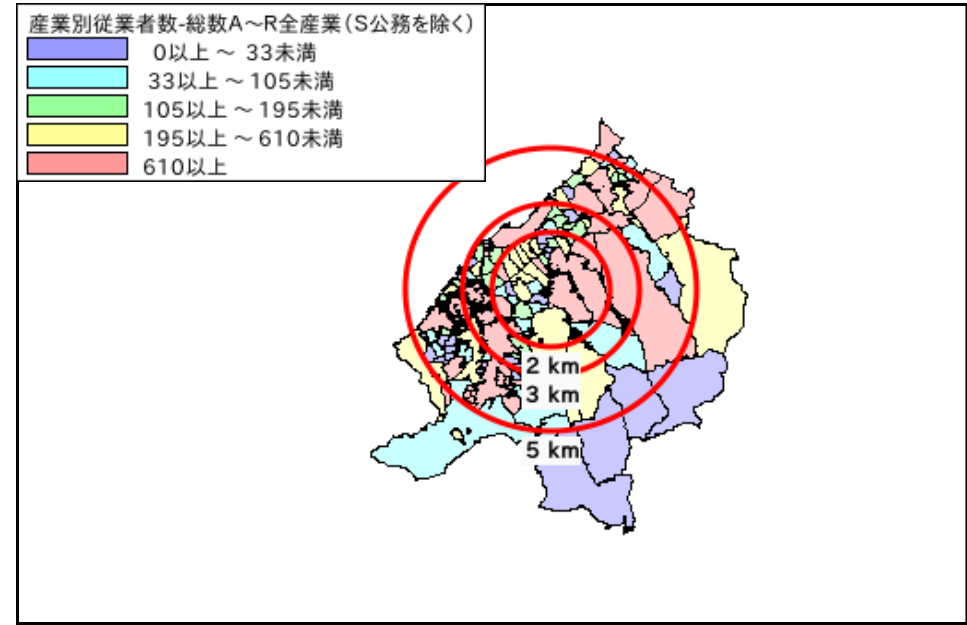 産業別従業者数-総数A～R全産業(S公務を除く)
0以上 ～ 33未満
33以上 ～ 105未満
105以上 ～ 195未満
195以上 ～ 610未満
610以上
2 km
3 km
5 km